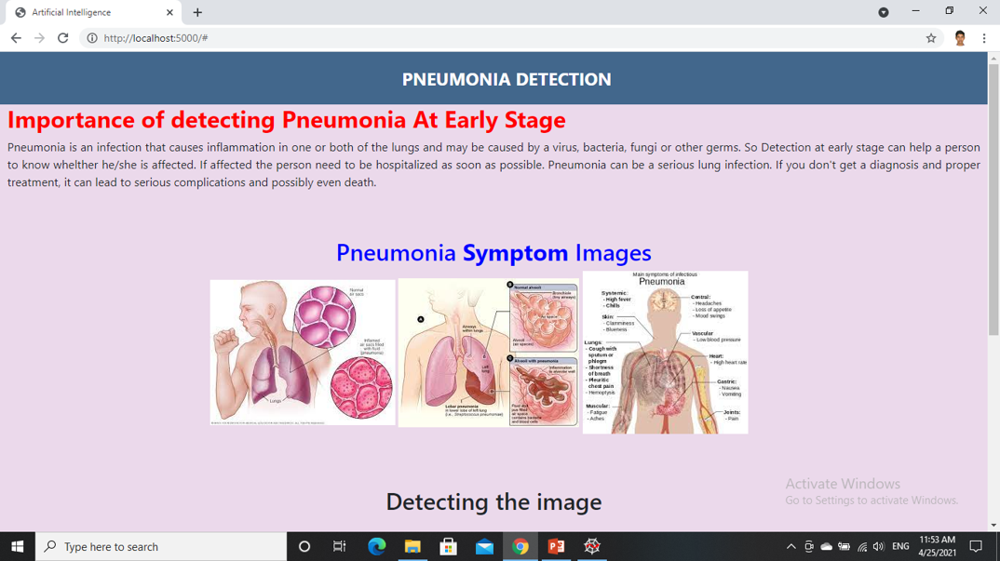 Artificial Intelligence
http://localhost:5000/#
PNEUMONIA DETECTION
Importance of detecting Pneumonia At Early Stage
Pneumonia is an infection that causes inflammation in one or both of the lungs and may be caused by a virus, bacteria, fungi or other germs. So Detection at early stage can help a person
to know whelther he/she is affected. If affected the person need to be hospitalized as soon as possible. Pneumonia can be a serious lung infection. If you don't get a diagnosis and proper
treatment, it can lead to serious complications and possibly even death.
Pneumonia Symptom Images
Normal
air sacs
Inflamed
air sacs filled
with fluid
(pneumonia)
Lungs
A
Airways
within lungs
Left
lung
Lobar pneumonia
in lower lobe of left lung
(i.e., Streptococcus pneumoniae)
B
Normal alveoli
Bronchiole
(tiny airways)
Air space
Alveoli
(air spaces)
C
Alveoli with pneumonia
Inflammation
in alveolar wall
Fluid and
pus filled
air space
contains bacteria
and blood cells
Main symptoms of infectious
Pneumonia
Systemic:
- High fever
- Chills
Skin:
- Clamminess
- Blueness
Lungs:
- Cough with
sputum or
phlegm
- Shortness
of breath
- Pleuritic
chest pain
- Hemoptysis
Muscular:
- Fatigue
- Aches
Central:
- Headaches
- Loss of appetite
- Mood swings
Vascular
- Low blood pressure
Heart:
- High heart rate
Gastric:
- Nausea
- Vomiting
Joints:
- Pain
Detecting the image
Activate Windows
Go to Settings to activate Windows.
Type here to search
ENG
11:53 AM
4/25/2021